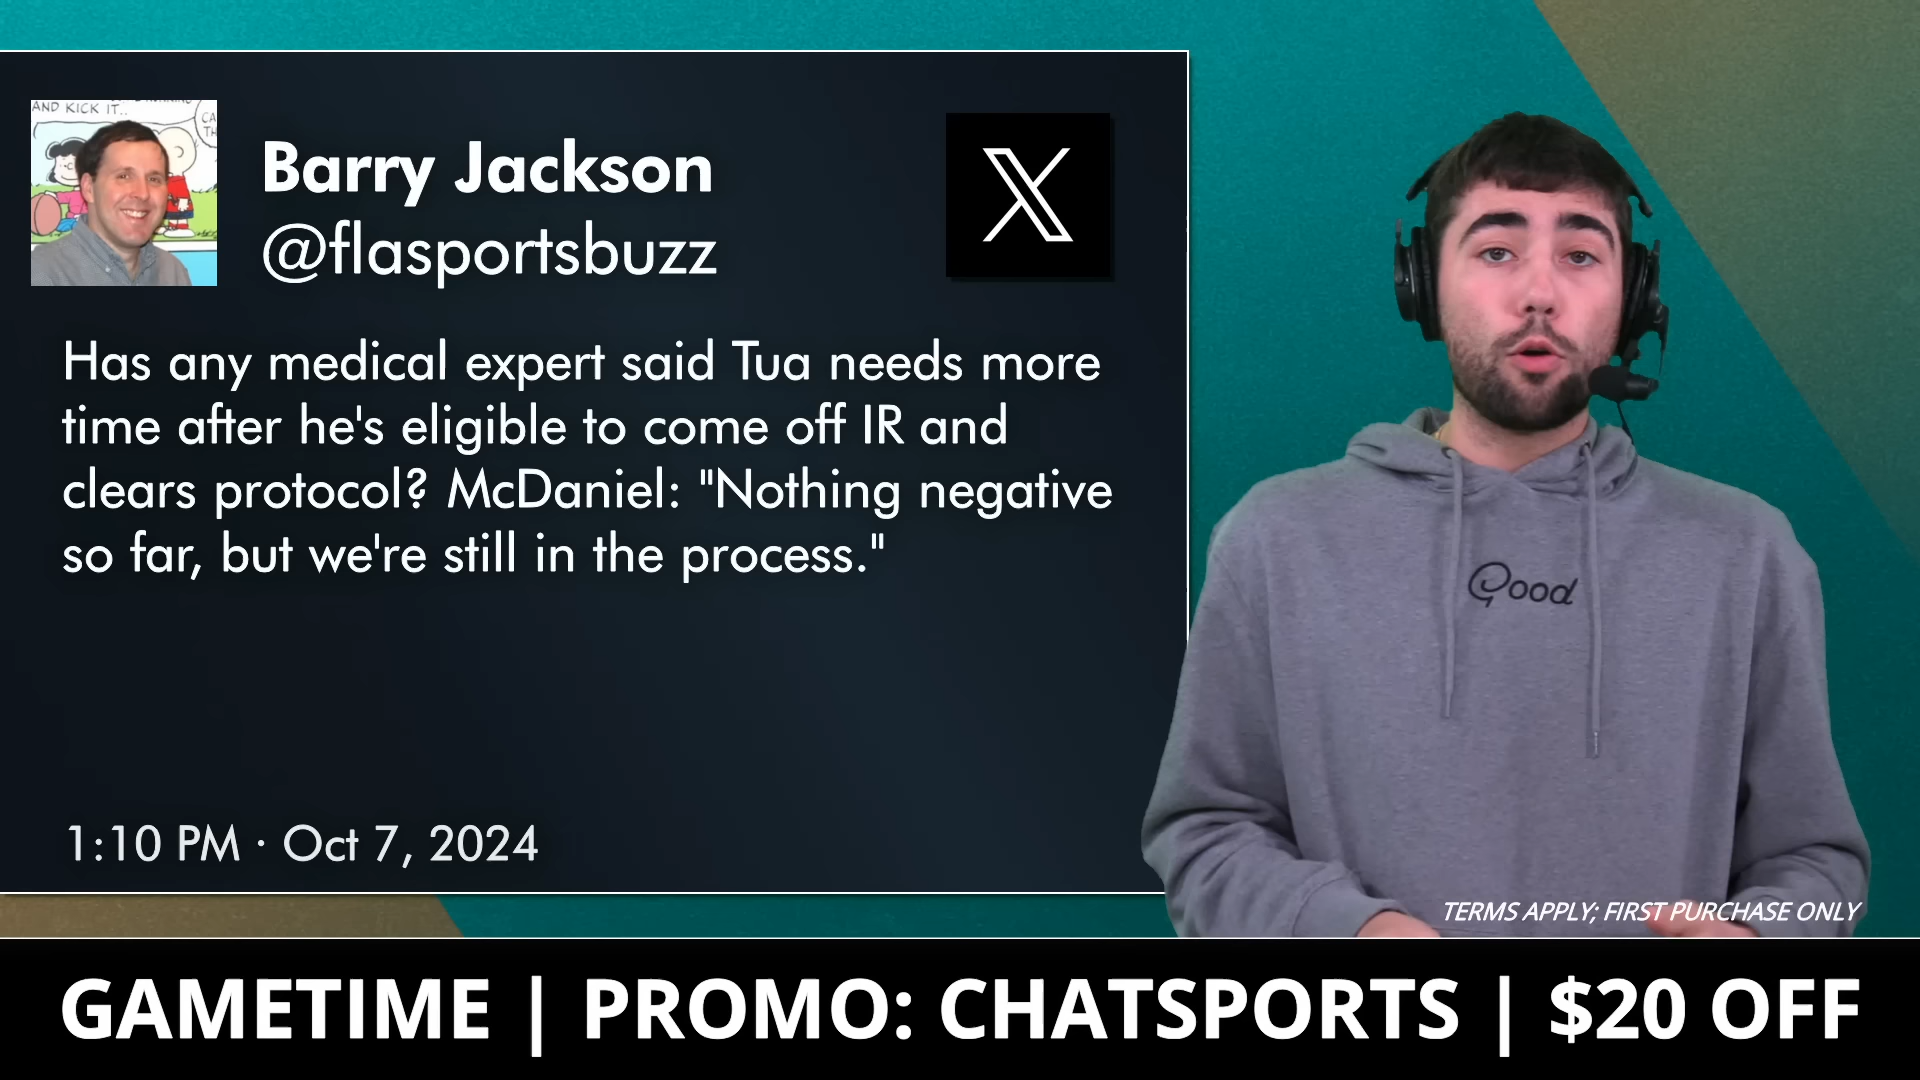 AND KICK IT..
Barry Jackson
@flasportsbuzz
Has any medical expert said Tua needs more
time after he's eligible to come off IR and
clears protocol? McDaniel: "Nothing negative
so far, but we're still in the process."
1:10 PM · Oct 7, 2024
Good
TERMS APPLY; FIRST PURCHASE ONLY
GAMETIME | PROMO: CHATSPORTS | $20 OFF